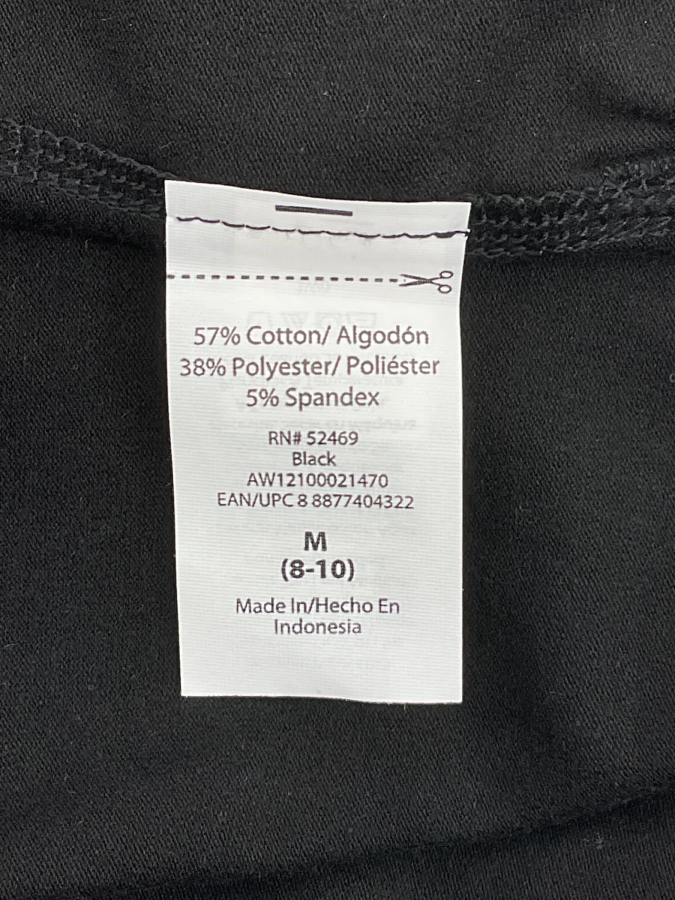 57% Cotton/ Algodón
38% Polyester/ Poliéster
5% Spandex
RN# 52469
Black
AW12100021470
EAN/UPC 8 8877404322
M
(8-10)
Made In/Hecho En
Indonesia